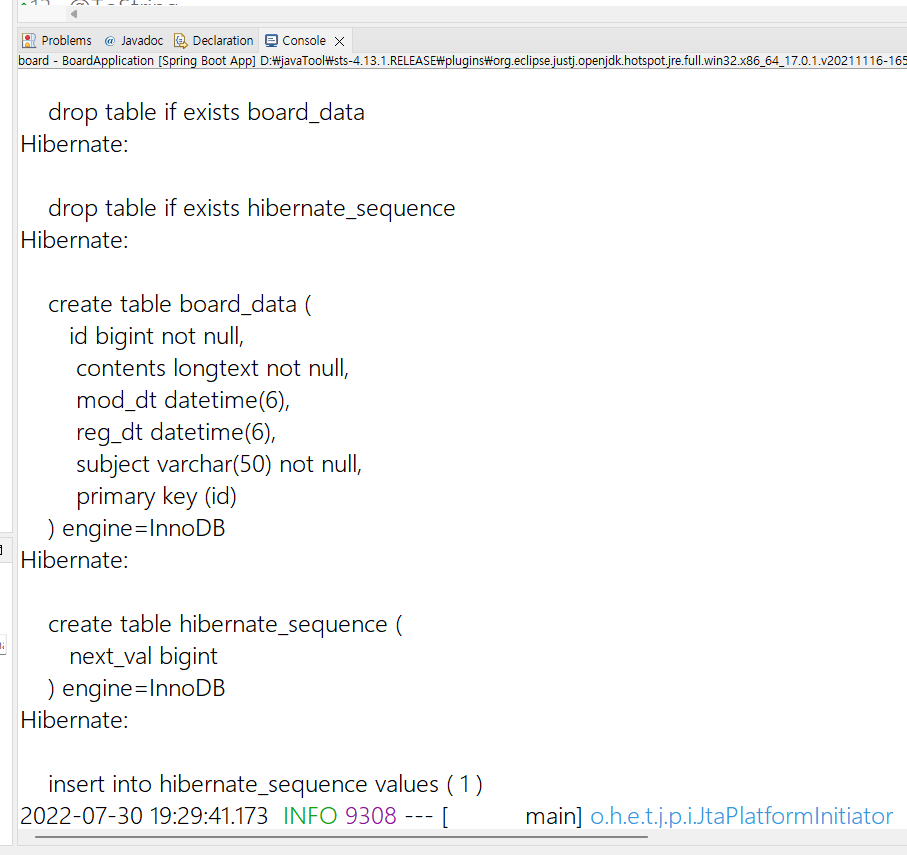 @ToString
Problems @ Javadoc Declaration Console
board - BoardApplication [Spring Boot App] D:₩javaTool₩sts-4.13.1.RELEASE₩plugins₩org.eclipse.justj.openjdk.hotspot.jre.full.win32.x86_64_17.0.1.v20211116-165
drop table if exists board_data
Hibernate:
drop table if exists hibernate_sequence
Hibernate:
create table board_data (
id bigint not null,
contents longtext not null,
mod_dt datetime(6),
reg_dt datetime(6),
subject varchar(50) not null,
primary key (id)
) engine=InnoDB
Hibernate:
create table hibernate_sequence (
next_val bigint
) engine=InnoDB
Hibernate:
insert into hibernate_sequence values ( 1 )
2022-07-30 19:29:41.173 INFO 9308 --- [ main] o.h.e.t.j.p.i.JtaPlatformInitiator